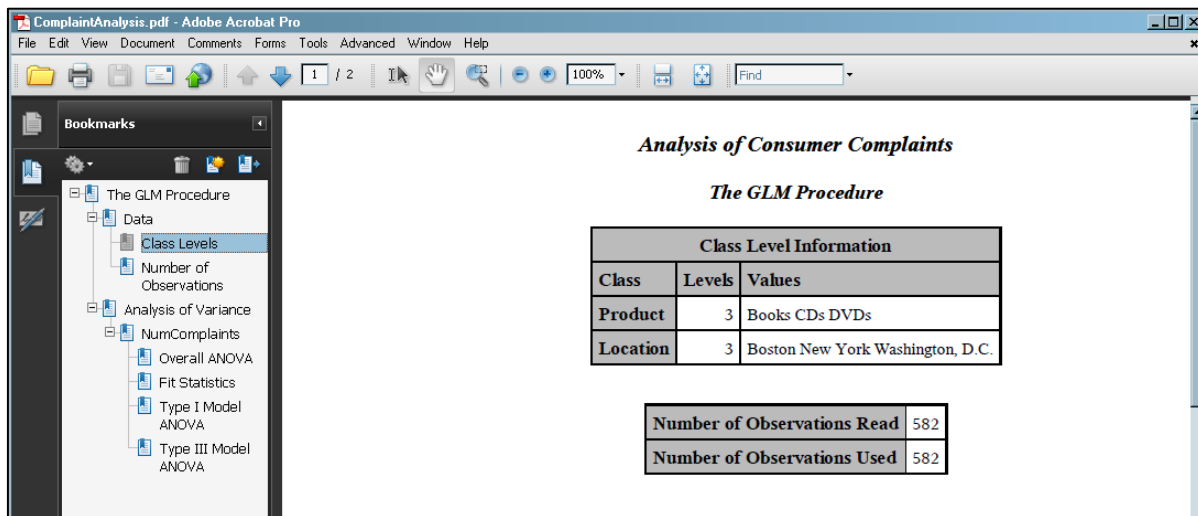 ComplaintAnalysis.pdf - Adobe Acrobat Pro
File Edit View Document Comments Forms Tools Advanced Window Help
1 / 2 100% Find
Bookmarks
The GLM Procedure
Data
Class Levels
Number of
Observations
Analysis of Variance
NumComplaints
Overall ANOVA
Fit Statistics
Type I Model
ANOVA
Type III Model
ANOVA
Analysis of Consumer Complaints
The GLM Procedure
Class Level Information
Class Levels Values
Product 3 Books CDs DVDs
Location 3 Boston New York Washington, D.C.
Number of Observations Read 582
Number of Observations Used 582